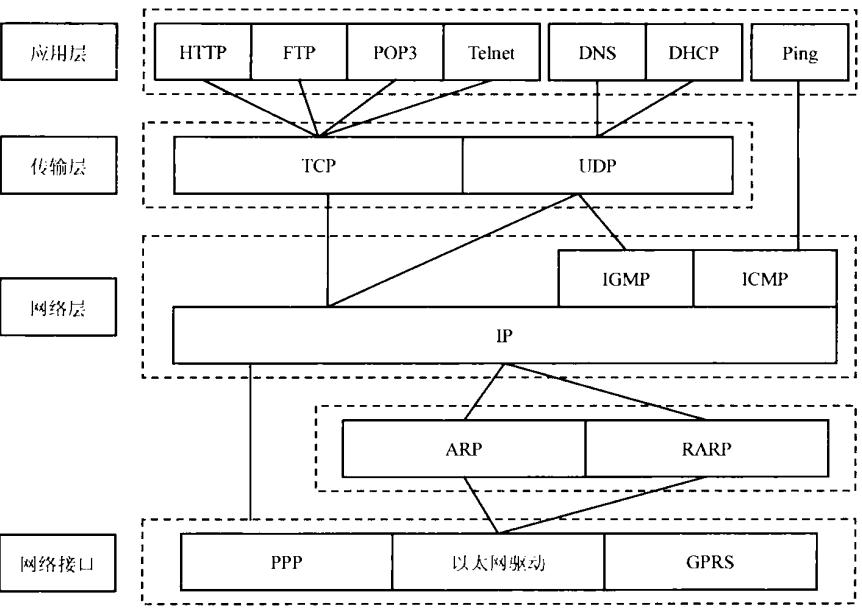 应用层 HTTP FTP POP3 Telnet DNS DHCP Ping
传输层 TCP UDP
IGMP ICMP
网络层
IP
ARP RARP
网络接口 PPP 以太网驱动 GPRS